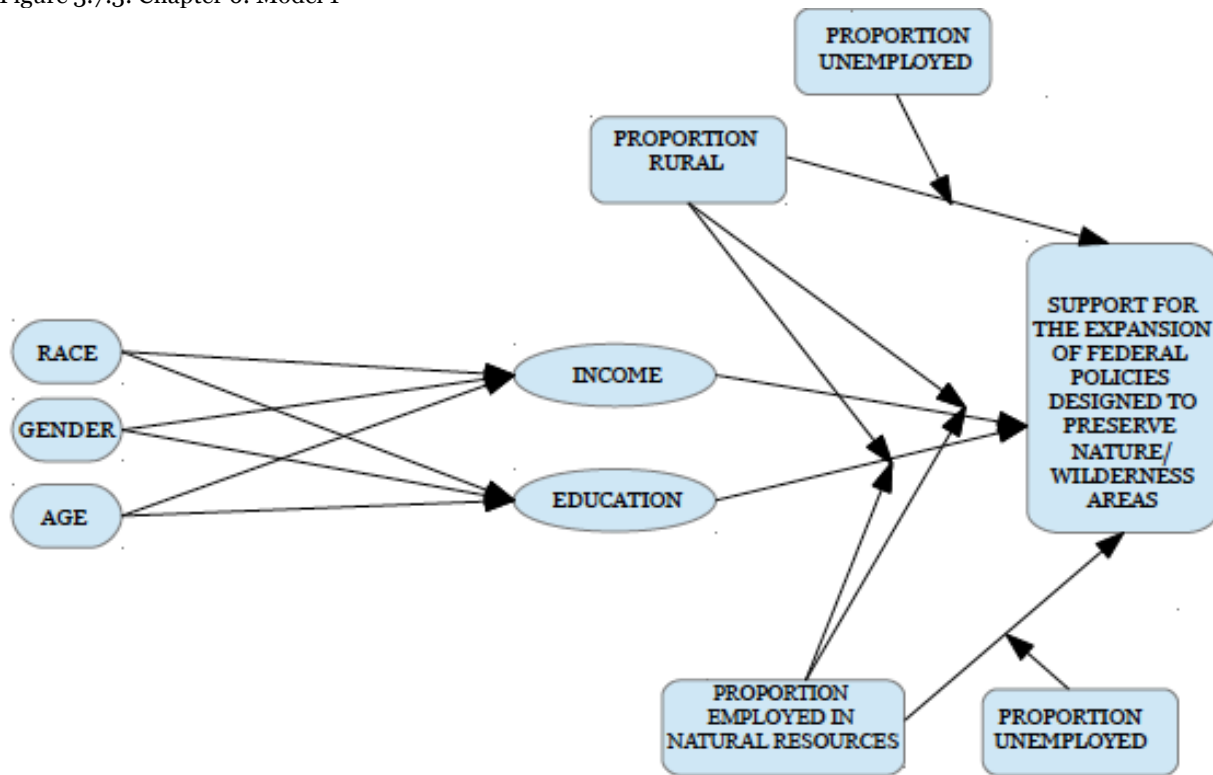 Figure 3.7.3: Chapter 6: Model 1
PROPORTION
UNEMPLOYED
PROPORTION
RURAL
SUPPORT FOR
THE EXPANSION
OF FEDERAL
POLICIES
DESIGNED TO
PRESERVE
NATURE/
WILDERNESS
AREAS
RACE
GENDER
AGE
INCOME
EDUCATION
PROPORTION
EMPLOYED IN
NATURAL RESOURCES
PROPORTION
UNEMPLOYED